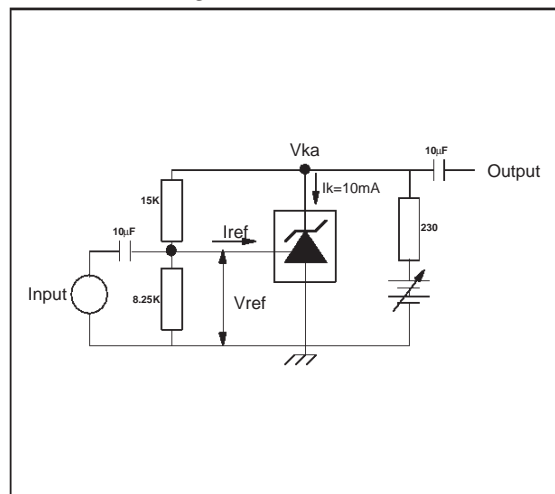 10µF
Vka
Output
Ik=10mA
15K
10µF
Iref
230
Input
8.25K
Vref